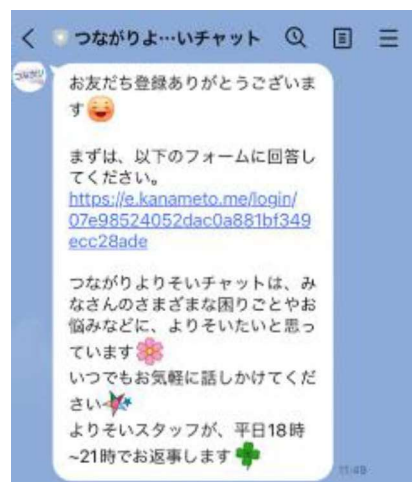 つながりよ…いチャット
お友だち登録ありがとうございま
す
まずは、以下のフォームに回答し
てください。
https://e.kanameto.me/login/
07e98524052dac0a881bf349
ecc28ade
つながりよりそいチャットは、み
なさんのさまざまな困りごとやお
悩みなどに、よりそいたいと思っ
ています
いつでもお気軽に話しかけてくだ
さい
よりそいスタッフが、平日18時
~21時でお返事します
11:49